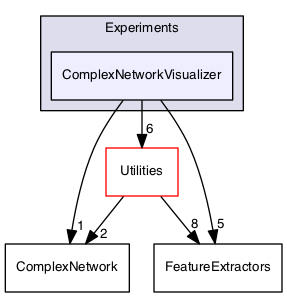 Experiments
ComplexNetworkVisualizer
6
Utilities
1
2
8
5
ComplexNetwork
FeatureExtractors